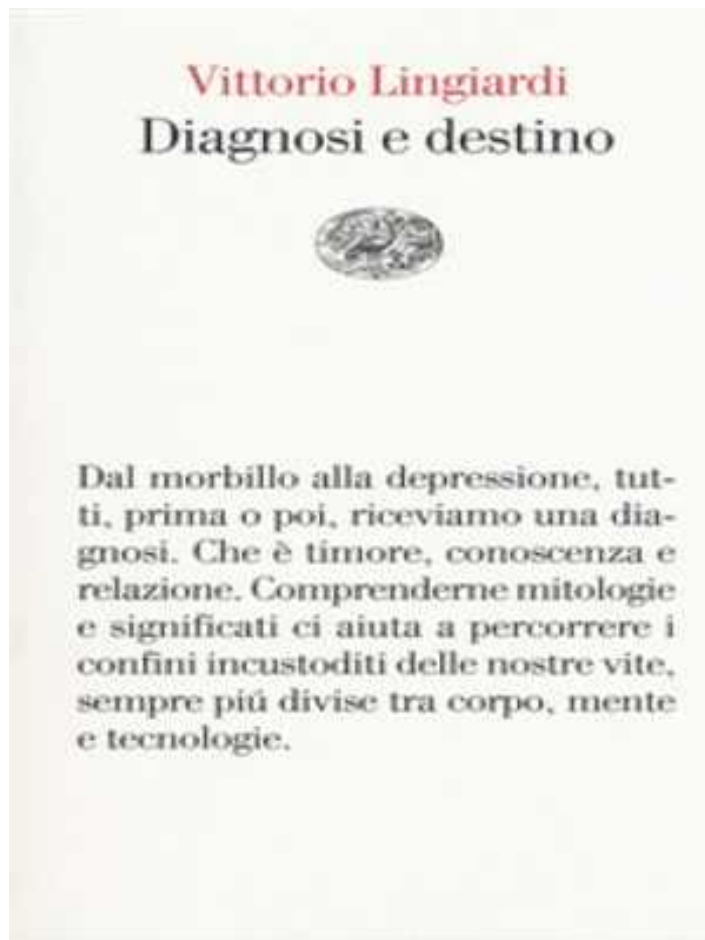 Vittorio Lingiardi
Diagnosi e destino
Dal morbillo alla depressione, tut-
ti, prima o poi, riceviamo una dia-
gnosi. Che è timore, conoscenza e
relazione. Comprenderne mitologie
e significati ci aiuta a percorrere i
confini incustoditi delle nostre vite,
sempre piú divise tra corpo, mente
e tecnologie.